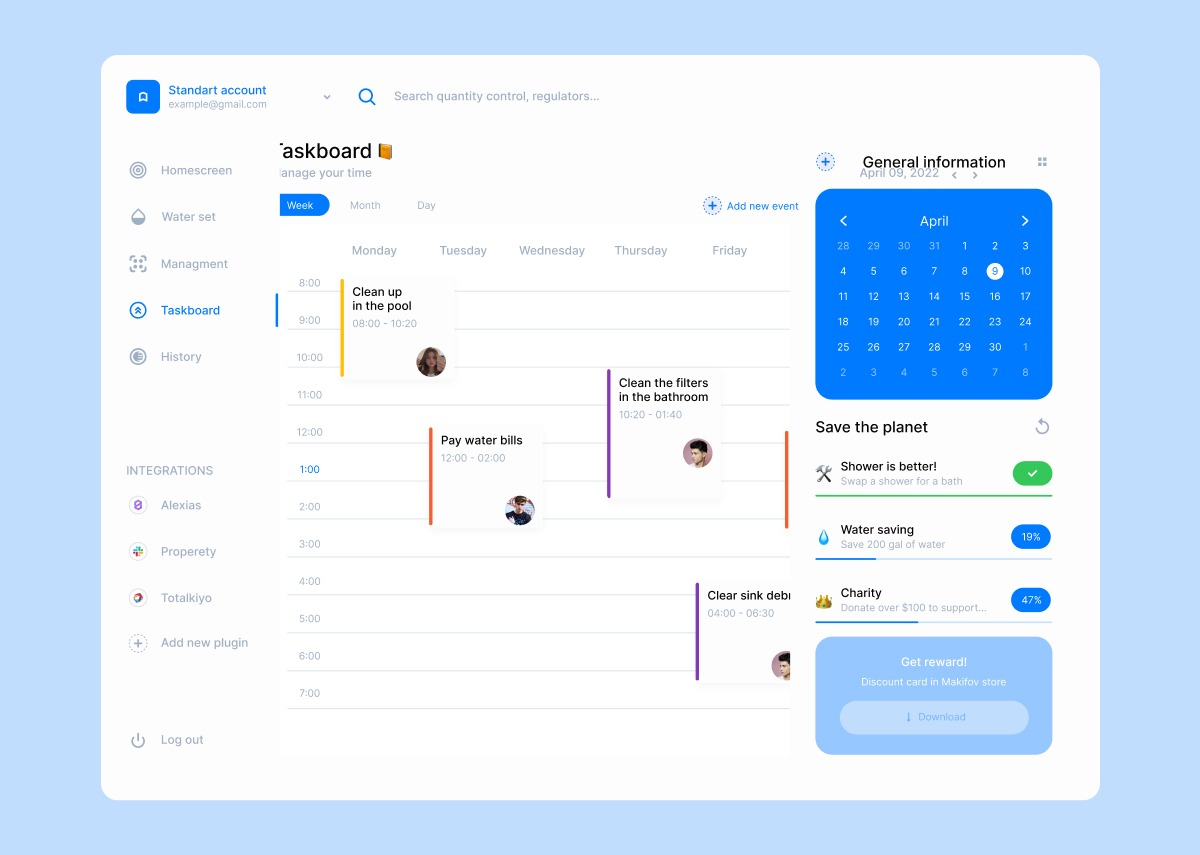 Standart account
example@gmail.com
Search quantity control, regulators...
Homescreen
Water set
Managment
Taskboard
History
INTEGRATIONS
Alexias
Properety
Totalkiyo
Add new plugin
Log out
Taskboard
anage your time
Week Month Day
Add new event
Monday Tuesday Wednesday Thursday Friday
8:00
9:00
10:00
11:00
12:00
1:00
2:00
3:00
4:00
5:00
6:00
7:00
Clean up
in the pool
08:00 - 10:20
Pay water bills
12:00 - 02:00
Clean the filters
in the bathroom
10:20 - 01:40
Clear sink debr
04:00 - 06:30
General information
April 09, 2022
April
28 29 30 31 1 2 3
4 5 6 7 8 9 10
11 12 13 14 15 16 17
18 19 20 21 22 23 24
25 26 27 28 29 30 1
2 3 4 5 6 7 8
Save the planet
Shower is better!
Swap a shower for a bath
Water saving
Save 200 gal of water
19%
Charity
Donate over $100 to support...
47%
Get reward!
Discount card in Makifov store
Download